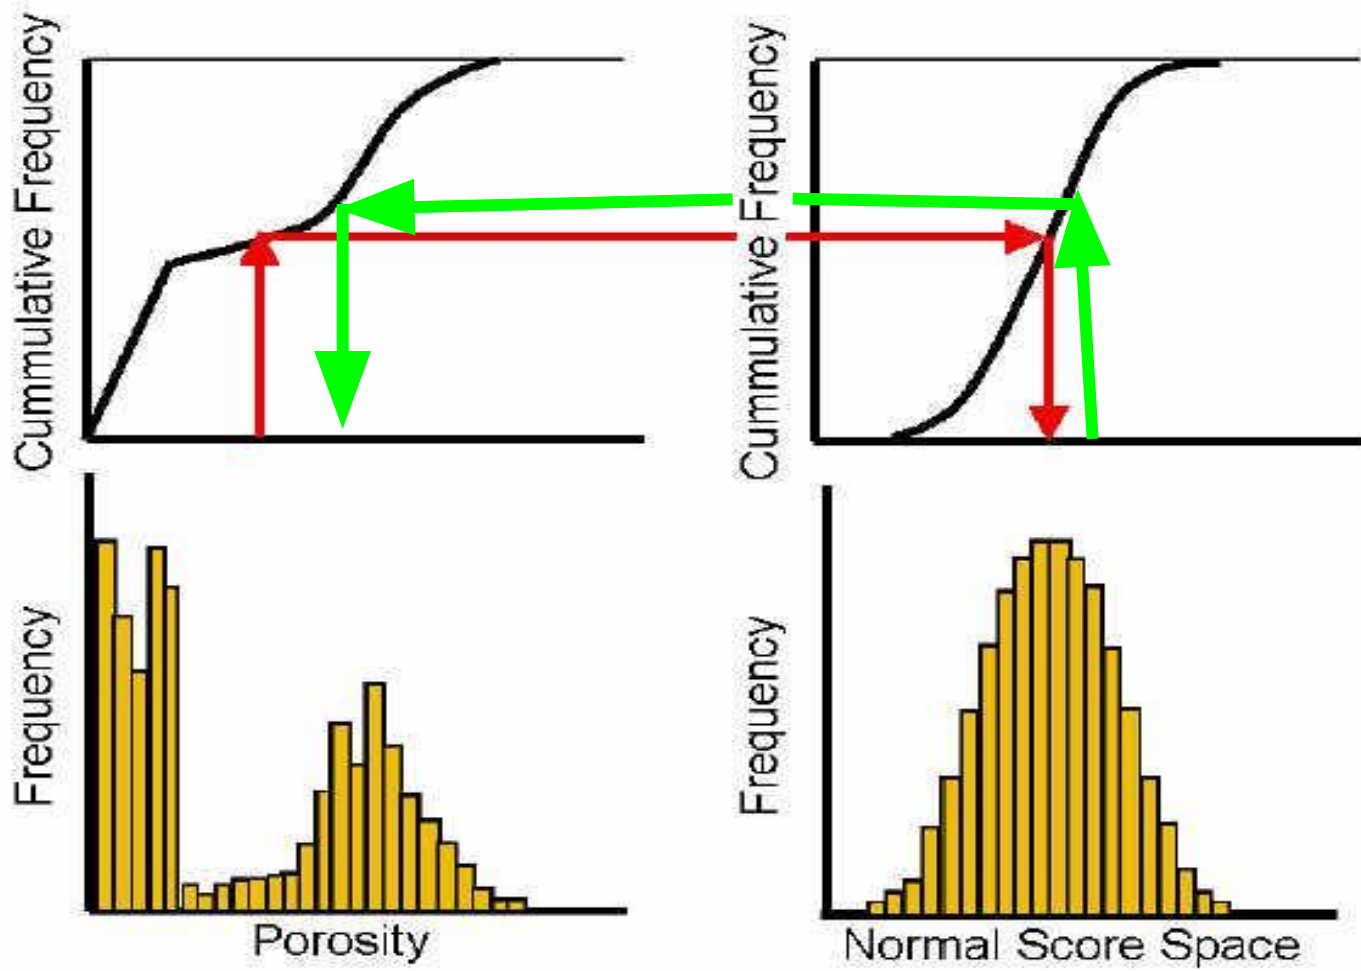 Cummulative Frequency
Cummulative Frequency
Frequency
Porosity
Frequency
Normal Score Space